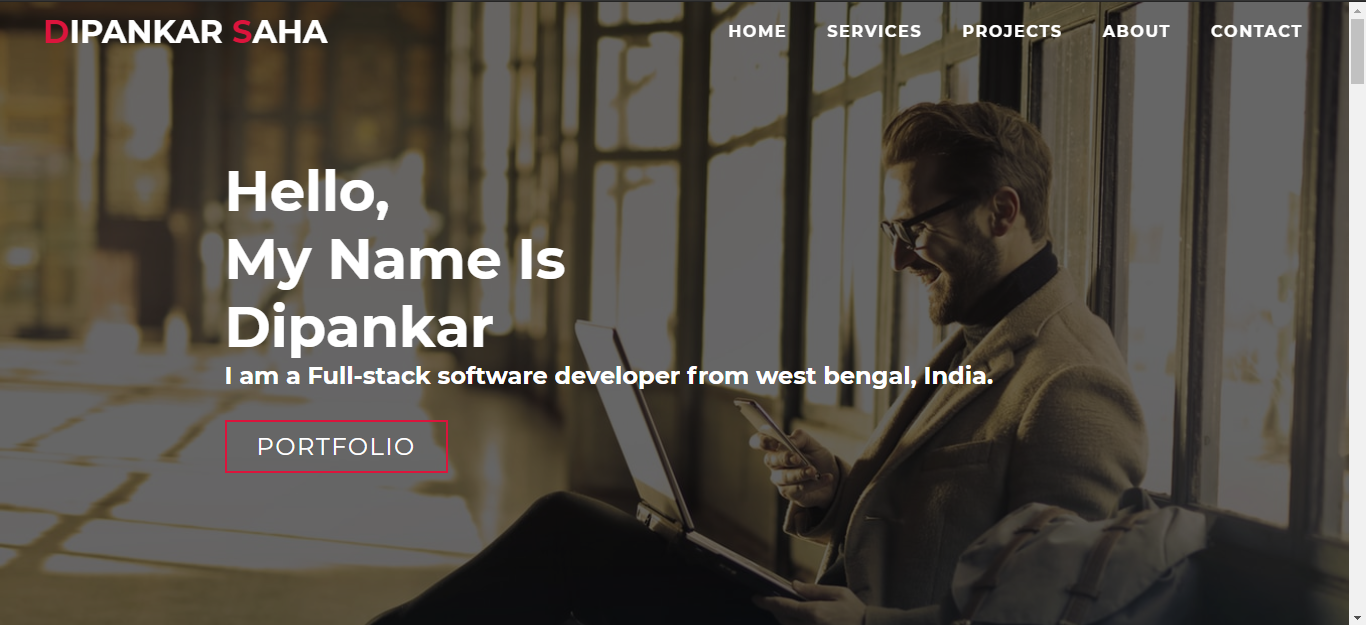 DIPANKAR SAHA
HOME SERVICES PROJECTS ABOUT CONTACT
Hello,
My Name Is
Dipankar
I am a Full-stack software developer from west bengal, India.
PORTFOLIO